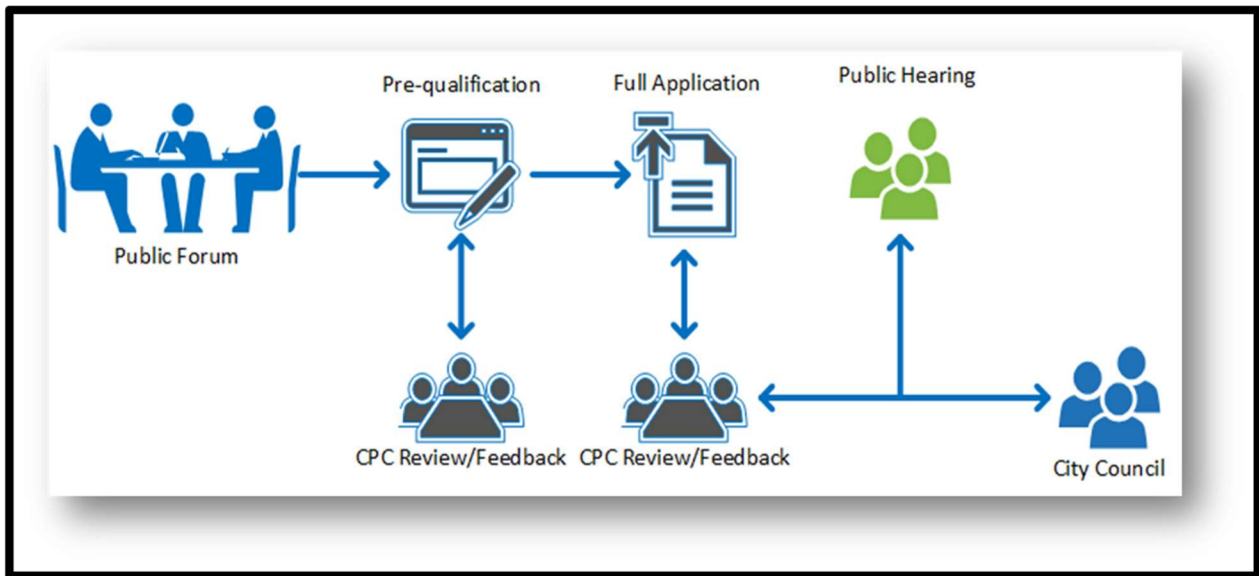 Pre-qualification
Full Application
Public Hearing
Public Forum
CPC Review/Feedback
CPC Review/Feedback
City Council